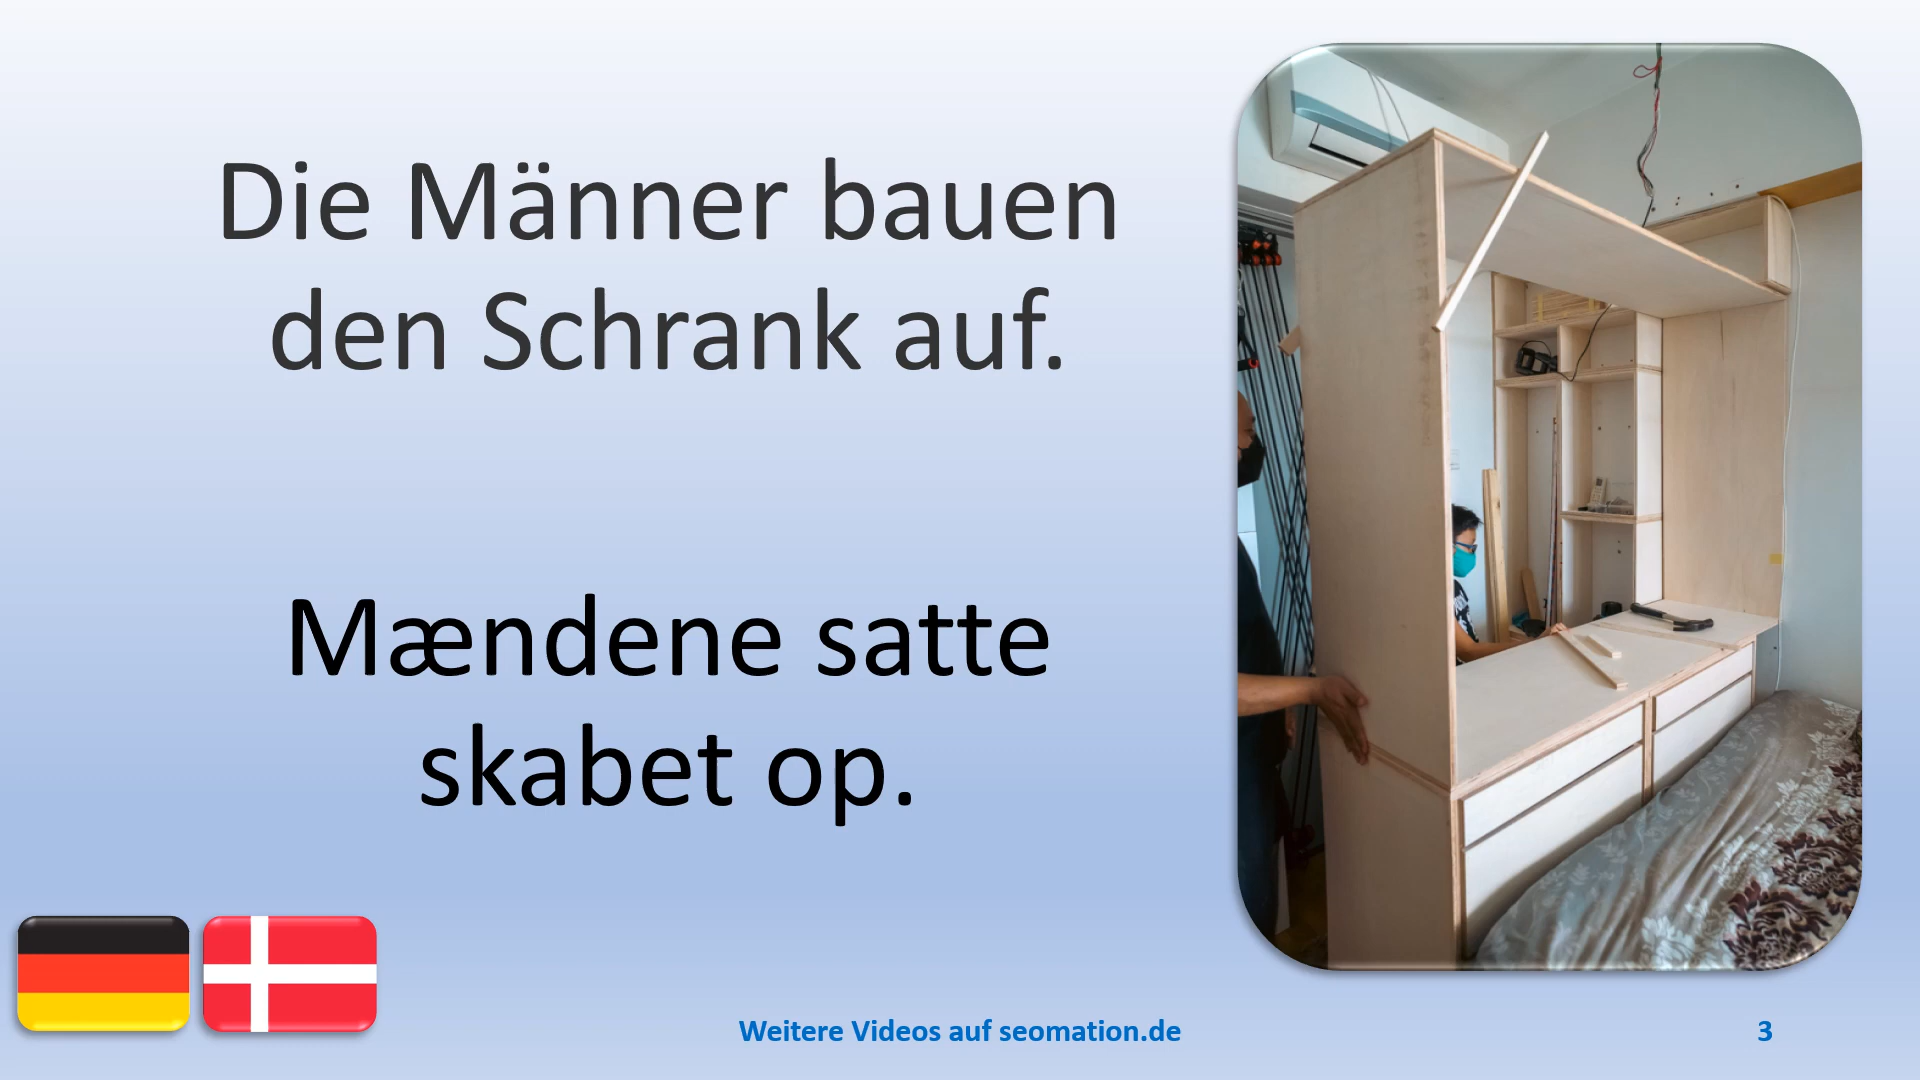 Die Männer bauen
den Schrank auf.
Mændene satte
skabet op.
Weitere Videos auf seomation.de
3